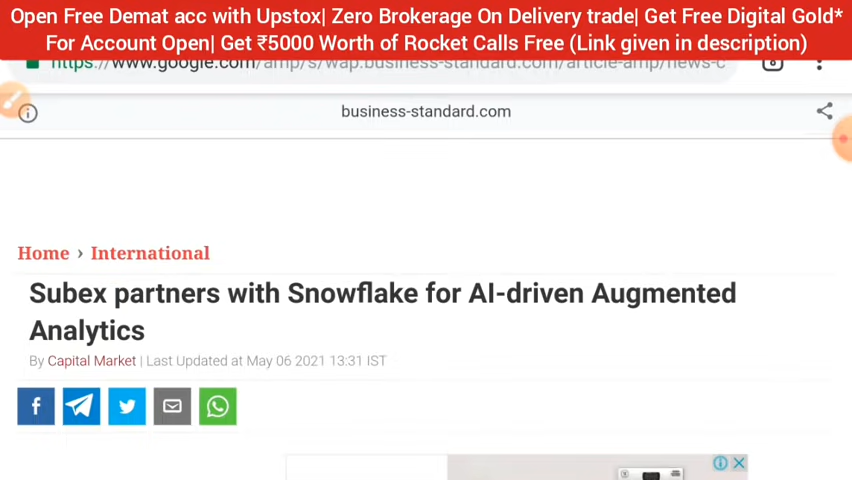 Open Free Demat acc with Upstox| Zero Brokerage On Delivery trade| Get Free Digital Gold*
For Account Open| Get ₹5000 Worth of Rocket Calls Free (Link given in description)
https://www.google.com/amp/s/wap.business-standard.com/article-amp/news-c
business-standard.com
Home › International
Subex partners with Snowflake for AI-driven Augmented
Analytics
By Capital Market | Last Updated at May 06 2021 13:31 IST